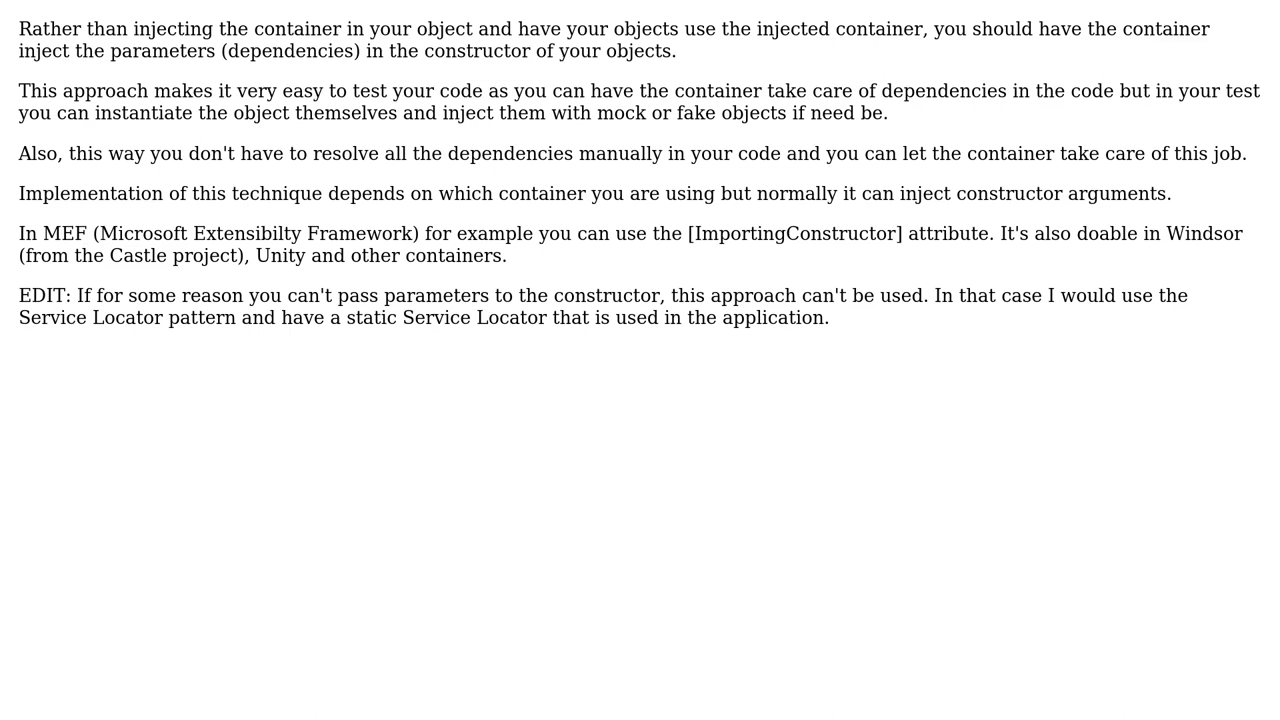 Rather than injecting the container in your object and have your objects use the injected container, you should have the container
inject the parameters (dependencies) in the constructor of your objects.
This approach makes it very easy to test your code as you can have the container take care of dependencies in the code but in your test
you can instantiate the object themselves and inject them with mock or fake objects if need be.
Also, this way you don't have to resolve all the dependencies manually in your code and you can let the container take care of this job.
Implementation of this technique depends on which container you are using but normally it can inject constructor arguments.
In MEF (Microsoft Extensibilty Framework) for example you can use the [ImportingConstructor] attribute. It's also doable in Windsor
(from the Castle project), Unity and other containers.
EDIT: If for some reason you can't pass parameters to the constructor, this approach can't be used. In that case I would use the
Service Locator pattern and have a static Service Locator that is used in the application.